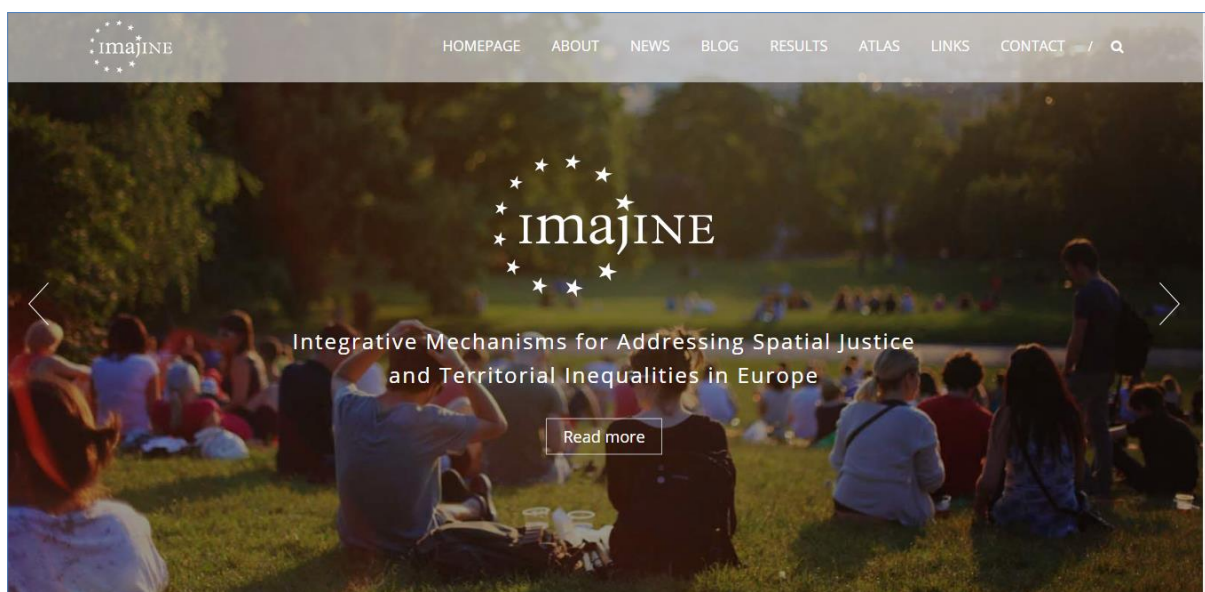 ImajINE
HOMEPAGE ABOUT NEWS BLOG RESULTS ATLAS LINKS CONTACT /
ImajINE
Integrative Mechanisms for Addressing Spatial Justice
and Territorial Inequalities in Europe
Read more